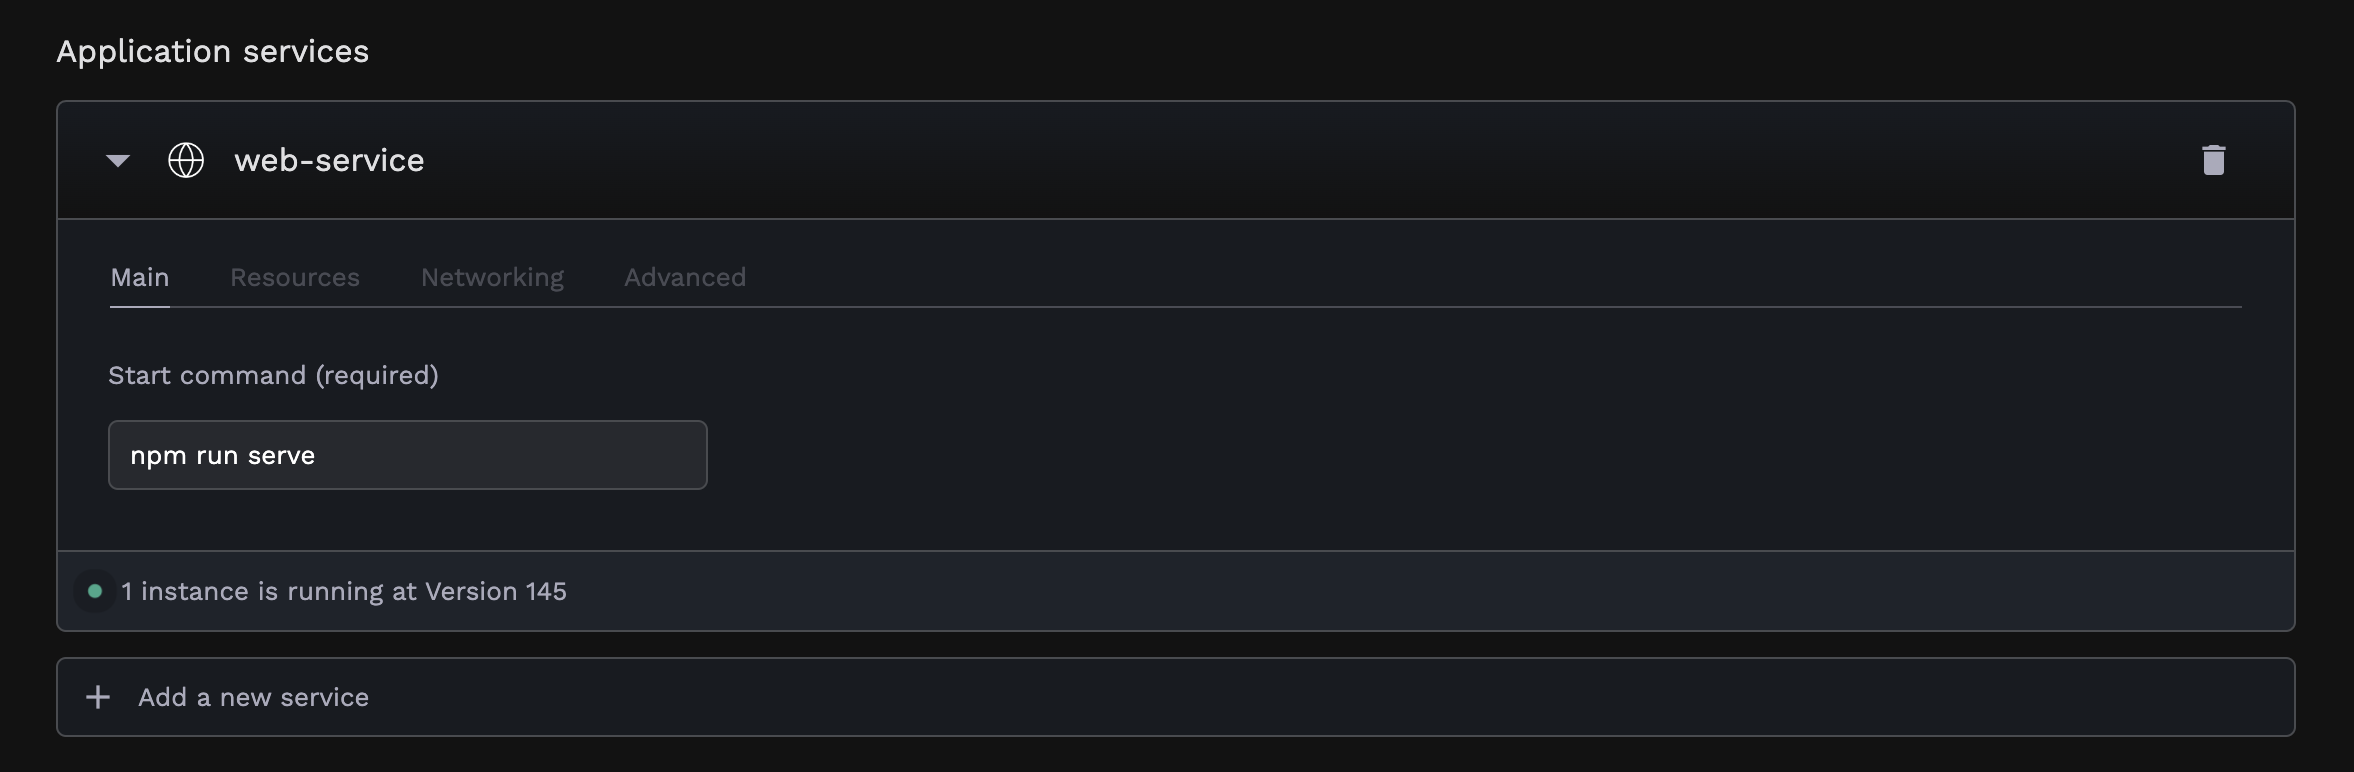 Application services
web-service
Main Resources Networking Advanced
Start command (required)
npm run serve
1 instance is running at Version 145
Add a new service